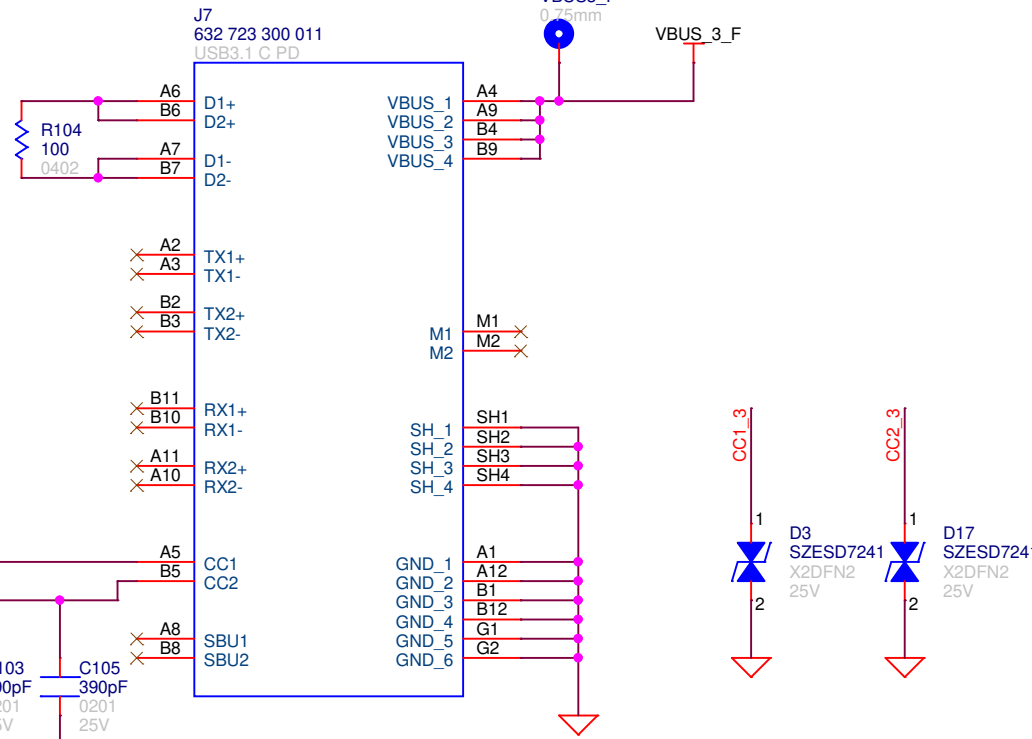 J7
632 723 300 011
USB3.1 C PD
0.75mm
VBUS_3_F
A6
D1+
B6
D2+
R104
100
0402
A7
D1-
B7
D2-
VBUS_1
A4
VBUS_2
A9
VBUS_3
B4
VBUS_4
B9
A2
TX1+
A3
TX1-
B2
TX2+
B3
TX2-
M1
M1
M2
M2
B11
RX1+
B10
RX1-
A11
RX2+
A10
RX2-
SH_1
SH1
SH_2
SH2
SH_3
SH3
SH_4
SH4
CC1_3
CC2_3
1
D3
SZESD7241
X2DFN2
25V
2
1
D17
SZESD724
X2DFN2
25V
2
A5
CC1
B5
CC2
GND_1
A1
GND_2
A12
GND_3
B1
GND_4
B12
GND_5
G1
GND_6
G2
A8
SBU1
B8
SBU2
C105
390pF
0201
25V